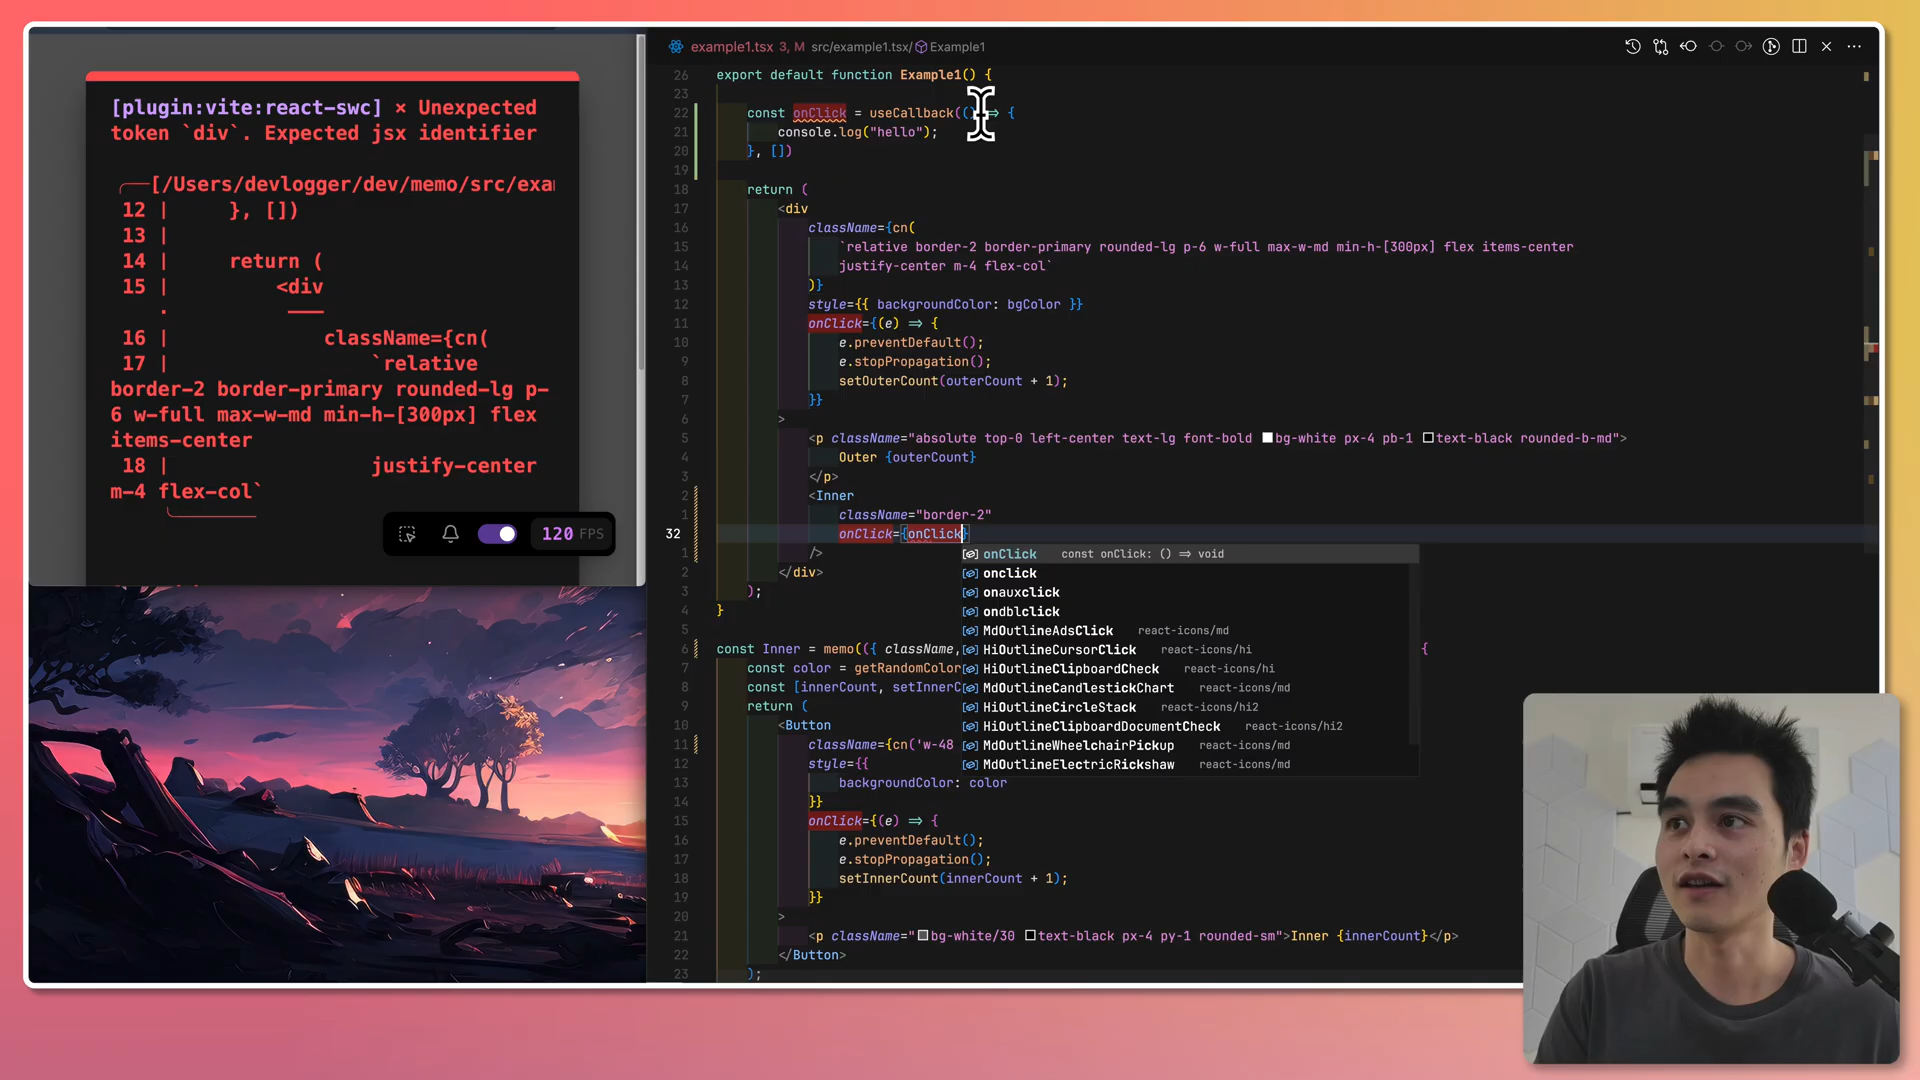 [plugin:vite:react-swc] × Unexpected
token `div`. Expected jsx identifier
╭──[/Users/devlogger/dev/memo/src/exa
12 |     }, [])
13 |
14 |     return (
15 |         <div
·             ───
16 |             className={cn(
17 |                 `relative
border-2 border-primary rounded-lg p-
6 w-full max-w-md min-h-[300px] flex
items-center
18 |                 justify-center
m-4 flex-col`
╰────
120 FPS
example1.tsx 3, M src/example1.tsx/ Example1
26 export default function Example1() {
23
22     const onClick = useCallback(() => {
21         console.log("hello");
20     }, [])
19
18     return (
17         <div
16             className={cn(
15                 `relative border-2 border-primary rounded-lg p-6 w-full max-w-md min-h-[300px] flex items-center
14                 justify-center m-4 flex-col`
13             )}
12             style={{ backgroundColor: bgColor }}
11             onClick={(e) => {
10                 e.preventDefault();
9                 e.stopPropagation();
8                 setOuterCount(outerCount + 1);
7             }}
6         >
5             <p className="absolute top-0 left-center text-lg font-bold bg-white px-4 pb-1 text-black rounded-b-md">
4                 Outer {outerCount}
3             </p>
2             <Inner
1                 className="border-2"
32                 onClick={onClick}
1             />
2         </div>
3     );
4 }
5
6 const Inner = memo(({ className, {
7     const color = getRandomColor
8     const [innerCount, setInnerC
9     return (
10         <Button
11             className={cn('w-48
12             style={{
13                 backgroundColor: color
14             }}
15             onClick={(e) => {
16                 e.preventDefault();
17                 e.stopPropagation();
18                 setInnerCount(innerCount + 1);
19             }}
20         >
21             <p className="bg-white/30 text-black px-4 py-1 rounded-sm">Inner {innerCount}</p>
22         </Button>
23     );
onClick const onClick: () => void
onclick
onauxclick
ondblclick
MdOutlineAdsClick react-icons/md
HiOutlineCursorClick react-icons/hi
HiOutlineClipboardCheck react-icons/hi
MdOutlineCandlestickChart react-icons/md
HiOutlineCircleStack react-icons/hi2
HiOutlineClipboardDocumentCheck react-icons/hi2
MdOutlineWheelchairPickup react-icons/md
MdOutlineElectricRickshaw react-icons/md